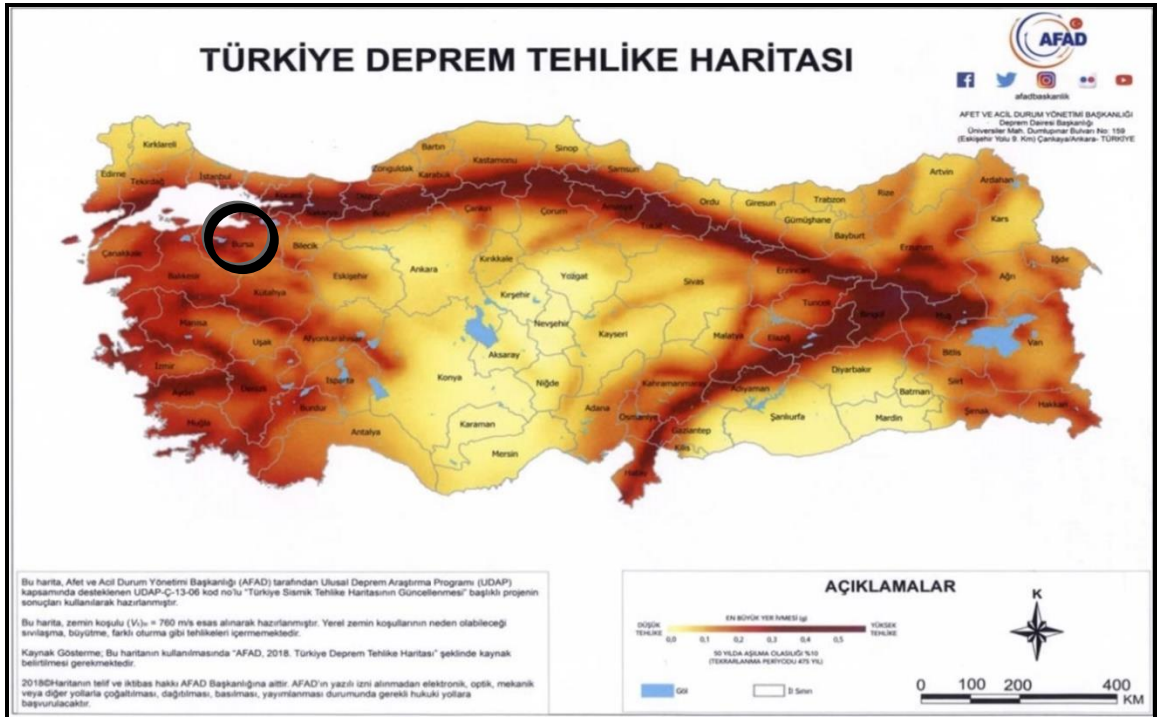 AFAD
TÜRKİYE DEPREM TEHLİKE HARİTASI
afadbaskanlik
AFET VE ACİL DURUM YÖNETİMİ BAŞKANLIĞI
Deprem Dairesi Başkanlığı
Üniversiler Mah. Dumlupınar Bulvarı No: 159
(Eskişehir Yolu 9. Km) Çankaya/Ankara- TÜRKİYE
Kırklareli
Edirne
Tekirdağ
İstanbul
Zonguldak
Bartın
Karabük
Kastamonu
Sinop
Samsun
Ordu
Giresun
Trabzon
Rize
Artvin
Ardahan
Gümüşhane
Bayburt
Kars
Erzurum
Iğdır
Ağrı
Çanakkale
Bursa
Bilecik
Bolu
Çankırı
Çorum
Amasya
Tokat
Balıkesir
Kütahya
Eskişehir
Ankara
Kırıkkale
Yozgat
Sivas
Erzincan
Kırşehir
Nevşehir
Kayseri
Malatya
Tunceli
Elazığ
Bingöl
Muş
Van
Bitlis
Manisa
Uşak
Afyonkarahisar
Aksaray
İzmir
Aydın
Denizli
Isparta
Konya
Niğde
Kahramanmaraş
Adıyaman
Diyarbakır
Batman
Siirt
Muğla
Burdur
Antalya
Karaman
Mersin
Adana
Osmaniye
Gaziantep
Kilis
Şanlıurfa
Mardin
Şırnak
Hakkari
Hatay
Bu harita, Afet ve Acil Durum Yönetimi Başkanlığı (AFAD) tarafından Ulusal Deprem Araştırma Programı (UDAP)
kapsamında desteklenen UDAP-Ç-13-06 kod no'lu "Türkiye Sismik Tehlike Haritasının Güncellenmesi" başlıklı projenin
sonuçları kullanılarak hazırlanmıştır.
Bu harita, zemin koşulu (Vs)30 = 760 m/s esas alınarak hazırlanmıştır. Yerel zemin koşullarının neden olabileceği
sıvılaşma, büyütme, farklı oturma gibi tehlikeleri içermemektedir.
Kaynak Gösterme; Bu haritanın kullanılmasında "AFAD, 2018. Türkiye Deprem Tehlike Haritası" şeklinde kaynak
belirtilmesi gerekmektedir.
2018©Haritanın telif ve iktibas hakkı AFAD Başkanlığına aittir. AFAD'ın yazılı izni alınmadan elektronik, optik, mekanik
veya diğer yollarla çoğaltılması, dağıtılması, basılması, yayımlanması durumunda gerekli hukuki yollara
başvurulacaktır.
AÇIKLAMALAR
EN BÜYÜK YER İVMESİ (g)
DÜŞÜK TEHLİKE
YÜKSEK TEHLİKE
0,0 0,1 0,2 0,3 0,4 0,5
50 YILDA AŞILMA OLASILIĞI %10
(TEKRARLANMA PERİYODU 475 YIL)
Göl
İl Sınırı
K
0 100 200 400
KM